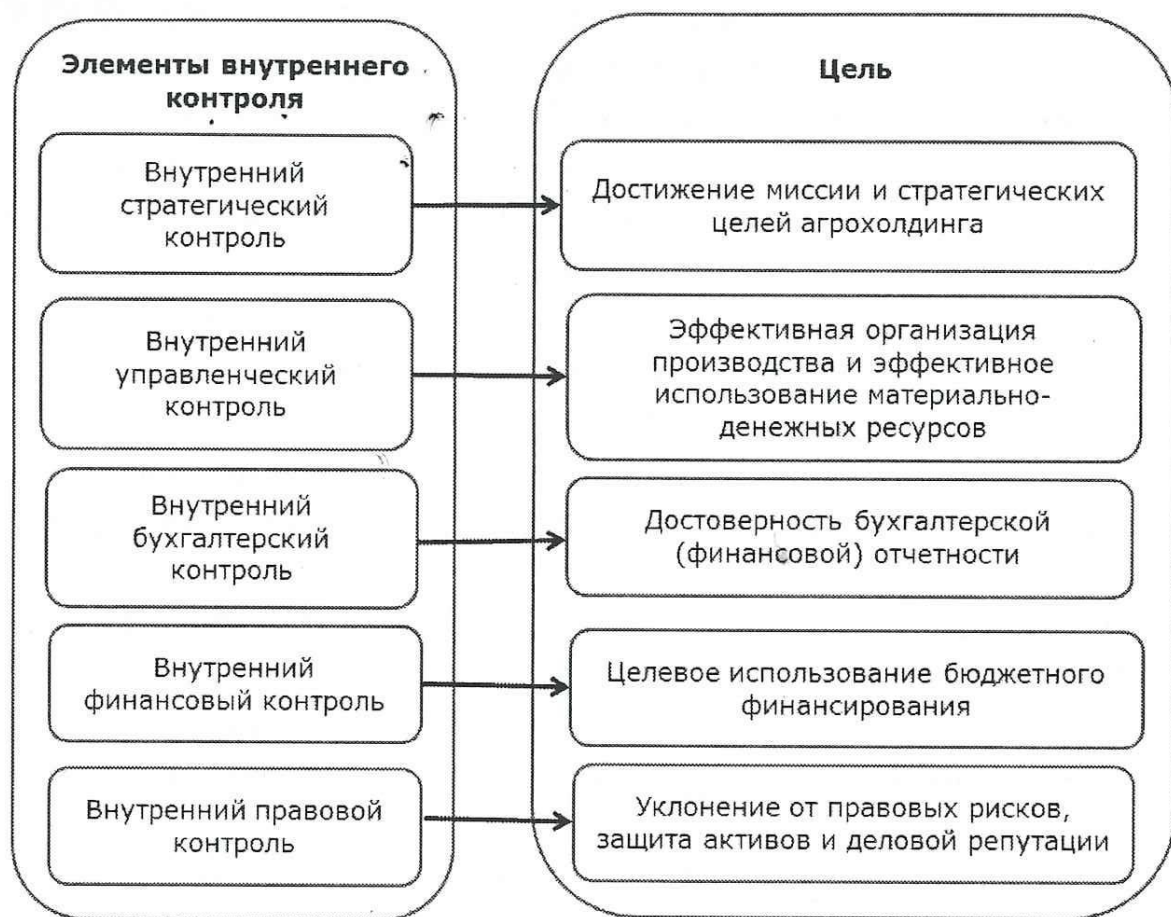 Элементы внутреннего
контроля
Цель
Внутренний
стратегический
контроль
Достижение миссии и стратегических
целей агрохолдинга
Внутренний
управленческий
контроль
Эффективная организация
производства и эффективное
использование материально-
денежных ресурсов
Внутренний
бухгалтерский
контроль
Достоверность бухгалтерской
(финансовой) отчетности
Внутренний
финансовый контроль
Целевое использование бюджетного
финансирования
Внутренний правовой
контроль
Уклонение от правовых рисков,
защита активов и деловой репутации